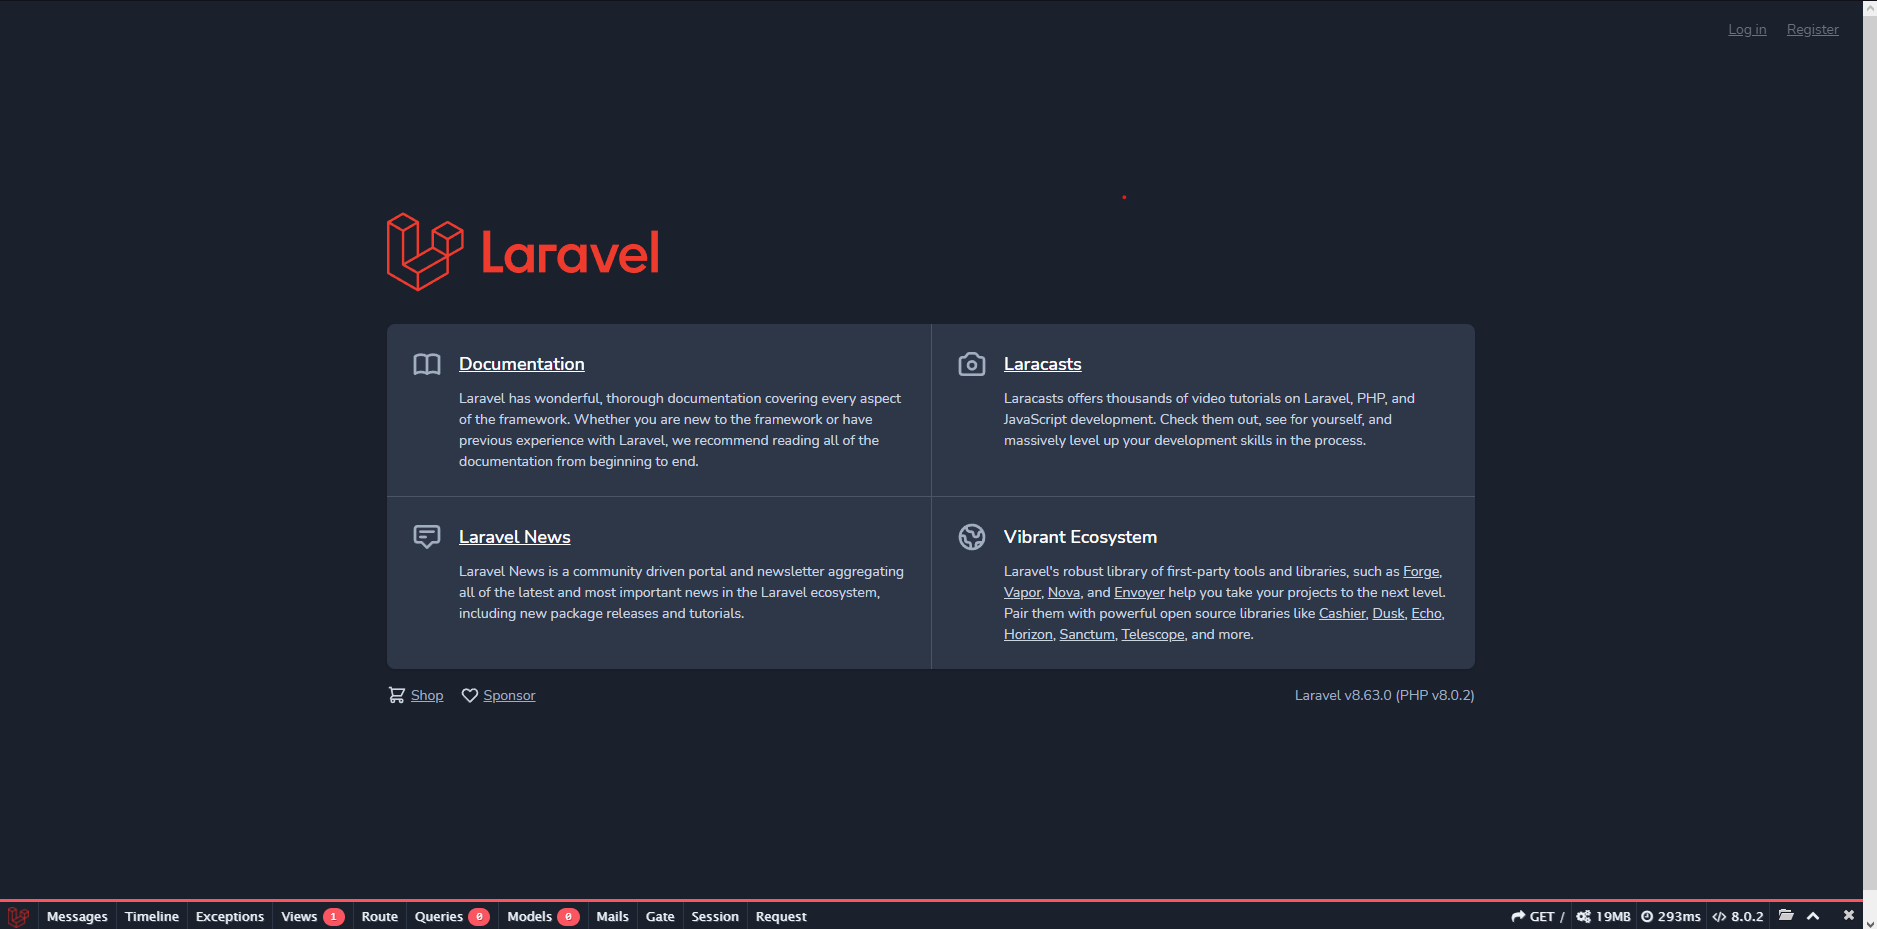 Log in Register
Laravel
Documentation
Laravel has wonderful, thorough documentation covering every aspect
of the framework. Whether you are new to the framework or have
previous experience with Laravel, we recommend reading all of the
documentation from beginning to end.
Laracasts
Laracasts offers thousands of video tutorials on Laravel, PHP, and
JavaScript development. Check them out, see for yourself, and
massively level up your development skills in the process.
Laravel News
Laravel News is a community driven portal and newsletter aggregating
all of the latest and most important news in the Laravel ecosystem,
including new package releases and tutorials.
Vibrant Ecosystem
Laravel's robust library of first-party tools and libraries, such as Forge,
Vapor, Nova, and Envoyer help you take your projects to the next level.
Pair them with powerful open source libraries like Cashier, Dusk, Echo,
Horizon, Sanctum, Telescope, and more.
Shop Sponsor Laravel v8.63.0 (PHP v8.0.2)
Messages Timeline Exceptions Views 1 Route Queries 0 Models 0 Mails Gate Session Request GET / 19MB 293ms 8.0.2